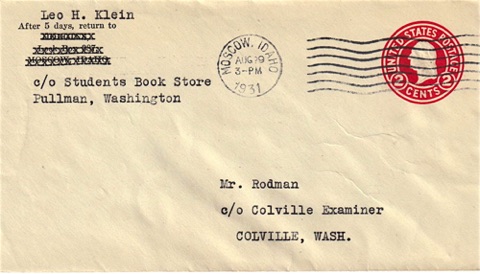 Leo H. Klein
After 5 days, return to
c/o Students Book Store
Pullman, Washington
MOSCOW, IDAHO
AUG 29
3-PM
1931
UNITED STATES POSTAGE
2 CENTS 2
Mr. Rodman
c/o Colville Examiner
COLVILLE, WASH.